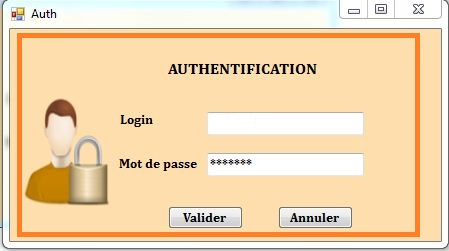 Auth
AUTHENTIFICATION
Login
Mot de passe *******
Valider Annuler